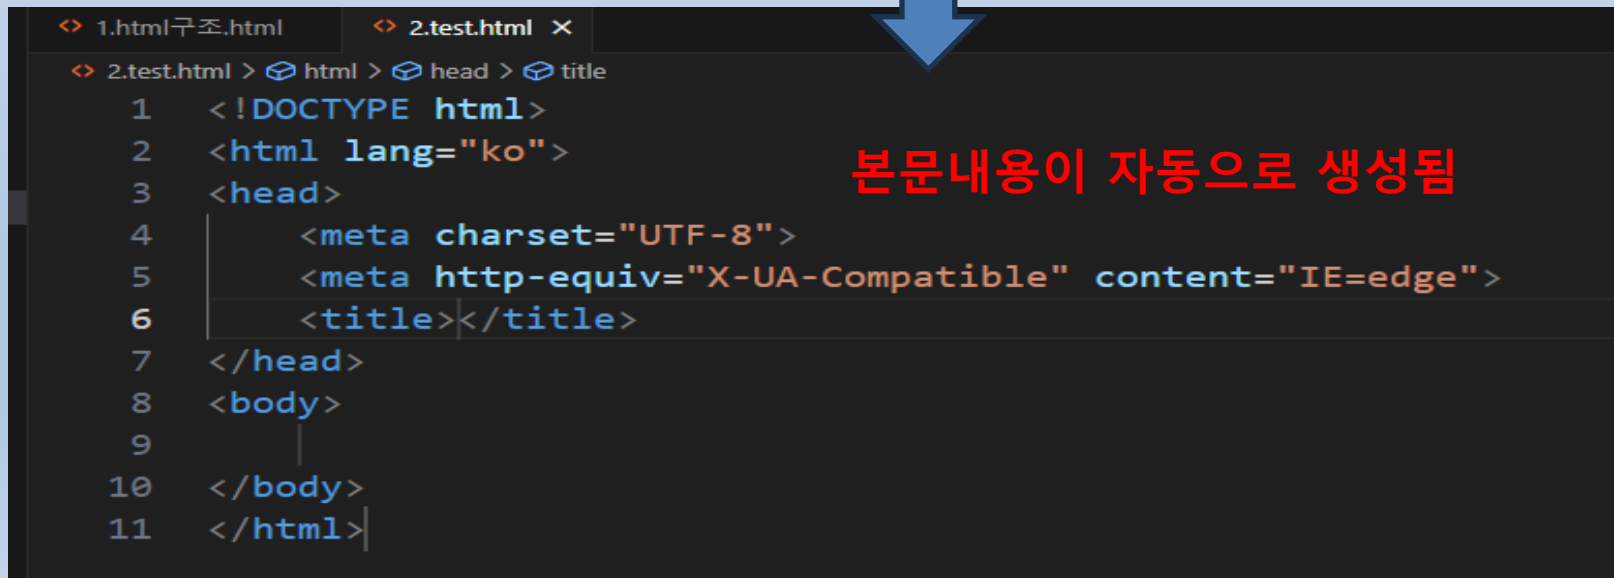 1.html구조.html 2.test.html ×
2.test.html > html > head > title
1 <!DOCTYPE html>
2 <html lang="ko">
본문내용이 자동으로 생성됨
3 <head>
4 <meta charset="UTF-8">
5 <meta http-equiv="X-UA-Compatible" content="IE=edge">
6 <title></title>
7 </head>
8 <body>
9
10 </body>
11 </html>